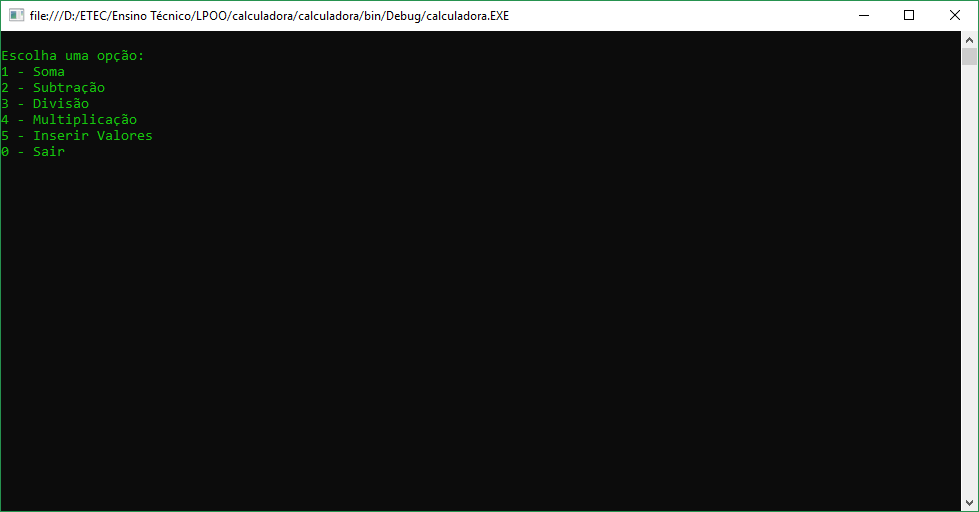 file:///D:/ETEC/Ensino Técnico/LPOO/calculadora/calculadora/bin/Debug/calculadora.EXE
Escolha uma opção:
1 - Soma
2 - Subtração
3 - Divisão
4 - Multiplicação
5 - Inserir Valores
0 - Sair